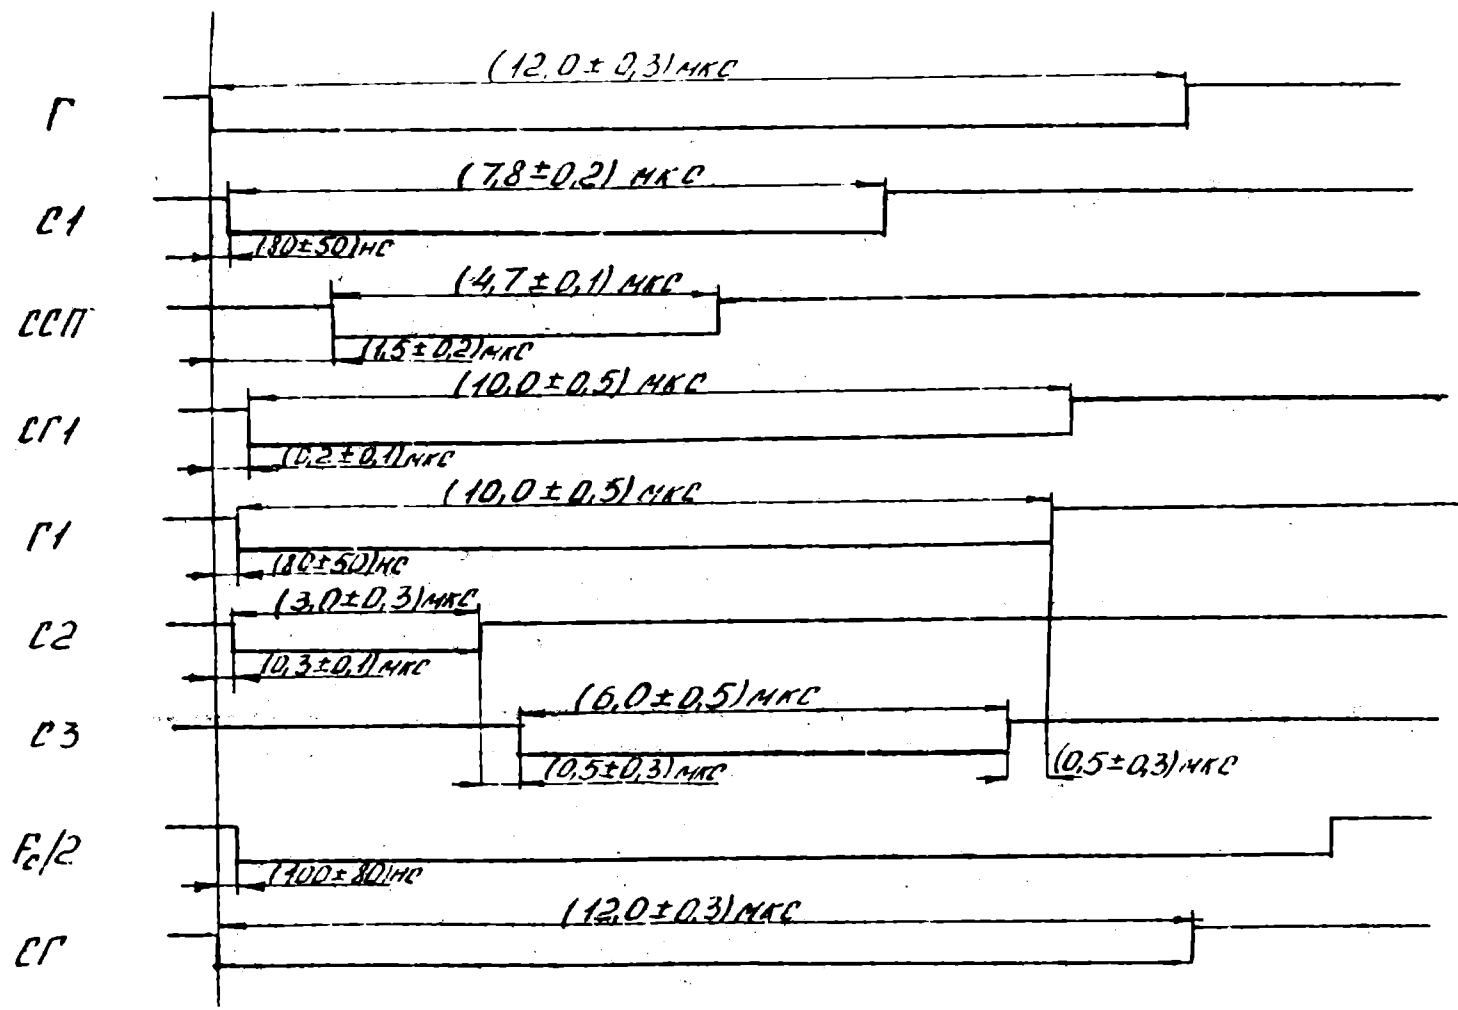 (12,0±0,3)мкс
Г
(7,8±0,2) мкс
С1
(80±50)нс
(4,7±0,1) мкс
ССП
(1,5±0,2)мкс
(10,0±0,5) мкс
СГ1
(0,2±0,1)мкс
(10,0±0,5) мкс
Г1
(80±50)нс
(3,0±0,3)мкс
С2
(0,3±0,1)мкс
(6,0±0,5)мкс
С3
(0,5±0,3)мкс (0,5±0,3)мкс
Fc/2
(100±80)нс
(12,0±0,3)мкс
СГ